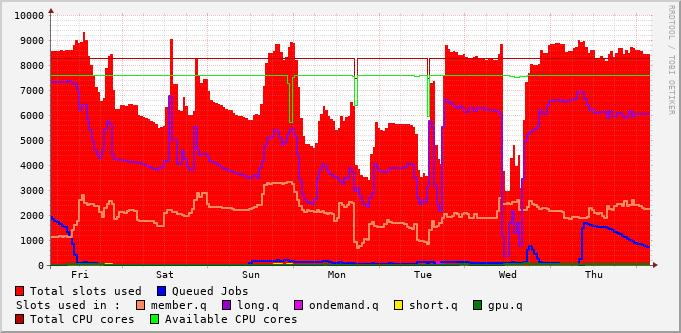 10000
9000
8000
7000
6000
5000
4000
3000
2000
1000
0
Fri Sat Sun Mon Tue Wed Thu
RRDTOOL / TOBI OETIKER
Total slots used Queued Jobs
Slots used in : member.q long.q ondemand.q short.q gpu.q
Total CPU cores Available CPU cores